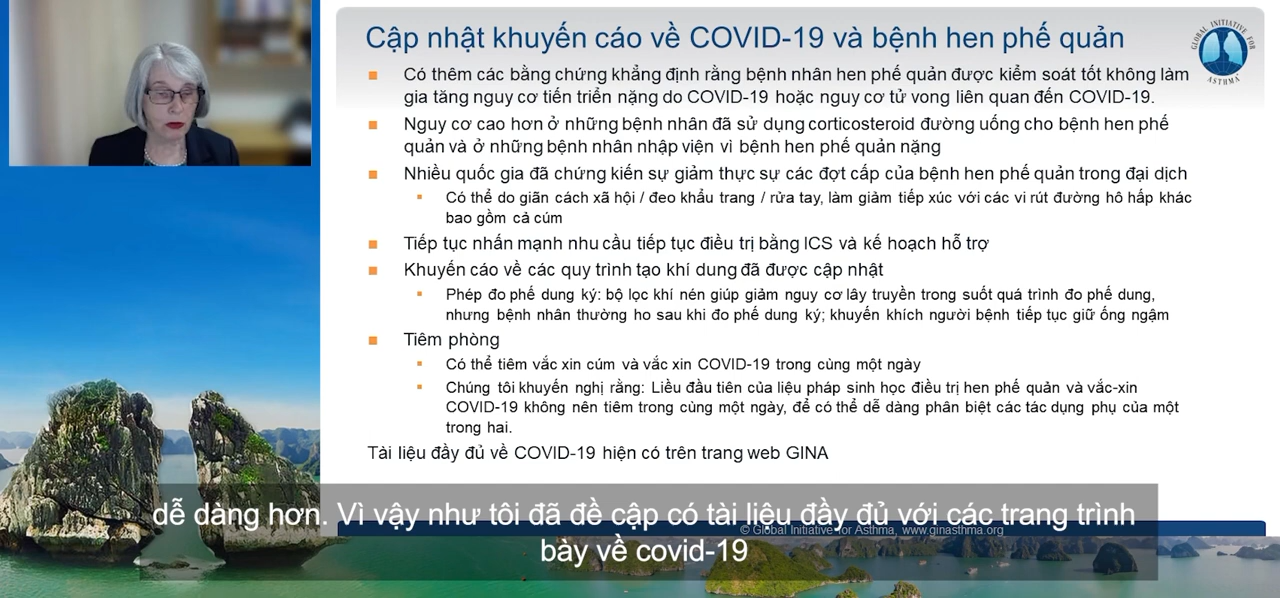 Cập nhật khuyến cáo về COVID-19 và bệnh hen phế quản
GLOBAL INITIATIVE FOR
ASTHMA
Có thêm các bằng chứng khẳng định rằng bệnh nhân hen phế quản được kiểm soát tốt không làm
gia tăng nguy cơ tiến triển nặng do COVID-19 hoặc nguy cơ tử vong liên quan đến COVID-19.
Nguy cơ cao hơn ở những bệnh nhân đã sử dụng corticosteroid đường uống cho bệnh hen phế
quản và ở những bệnh nhân nhập viện vì bệnh hen phế quản nặng
Nhiều quốc gia đã chứng kiến sự giảm thực sự các đợt cấp của bệnh hen phế quản trong đại dịch
Có thể do giãn cách xã hội / đeo khẩu trang / rửa tay, làm giảm tiếp xúc với các vi rút đường hô hấp khác
bao gồm cả cúm
Tiếp tục nhấn mạnh nhu cầu tiếp tục điều trị bằng ICS và kế hoạch hỗ trợ
Khuyến cáo về các quy trình tạo khí dung đã được cập nhật
Phép đo phế dung ký: bộ lọc khí nén giúp giảm nguy cơ lây truyền trong suốt quá trình đo phế dung,
nhưng bệnh nhân thường ho sau khi đo phế dung ký; khuyến khích người bệnh tiếp tục giữ ống ngậm
Tiêm phòng
Có thể tiêm vắc xin cúm và vắc xin COVID-19 trong cùng một ngày
Chúng tôi khuyến nghị rằng: Liều đầu tiên của liệu pháp sinh học điều trị hen phế quản và vắc-xin
COVID-19 không nên tiêm trong cùng một ngày, để có thể dễ dàng phân biệt các tác dụng phụ của một
trong hai.
Tài liệu đầy đủ về COVID-19 hiện có trên trang web GINA
dễ dàng hơn. Vì vậy như tôi đã đề cập có tài liệu đầy đủ với các trang trình
© Global Initiative for Asthma, www.ginasthma.org
bày về covid-19